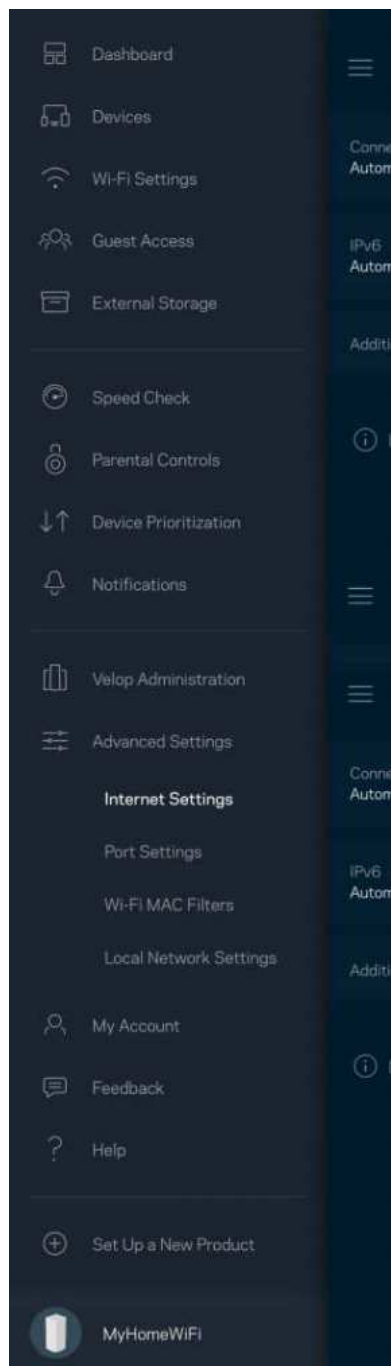 Dashboard
Devices
Wi-Fi Settings
Guest Access
External Storage
Speed Check
Parental Controls
Device Prioritization
Notifications
Velop Administration
Advanced Settings
Internet Settings
Port Settings
Wi-Fi MAC Filters
Local Network Settings
My Account
Feedback
Help
Set Up a New Product
MyHomeWiFi
IPv6
IPv6